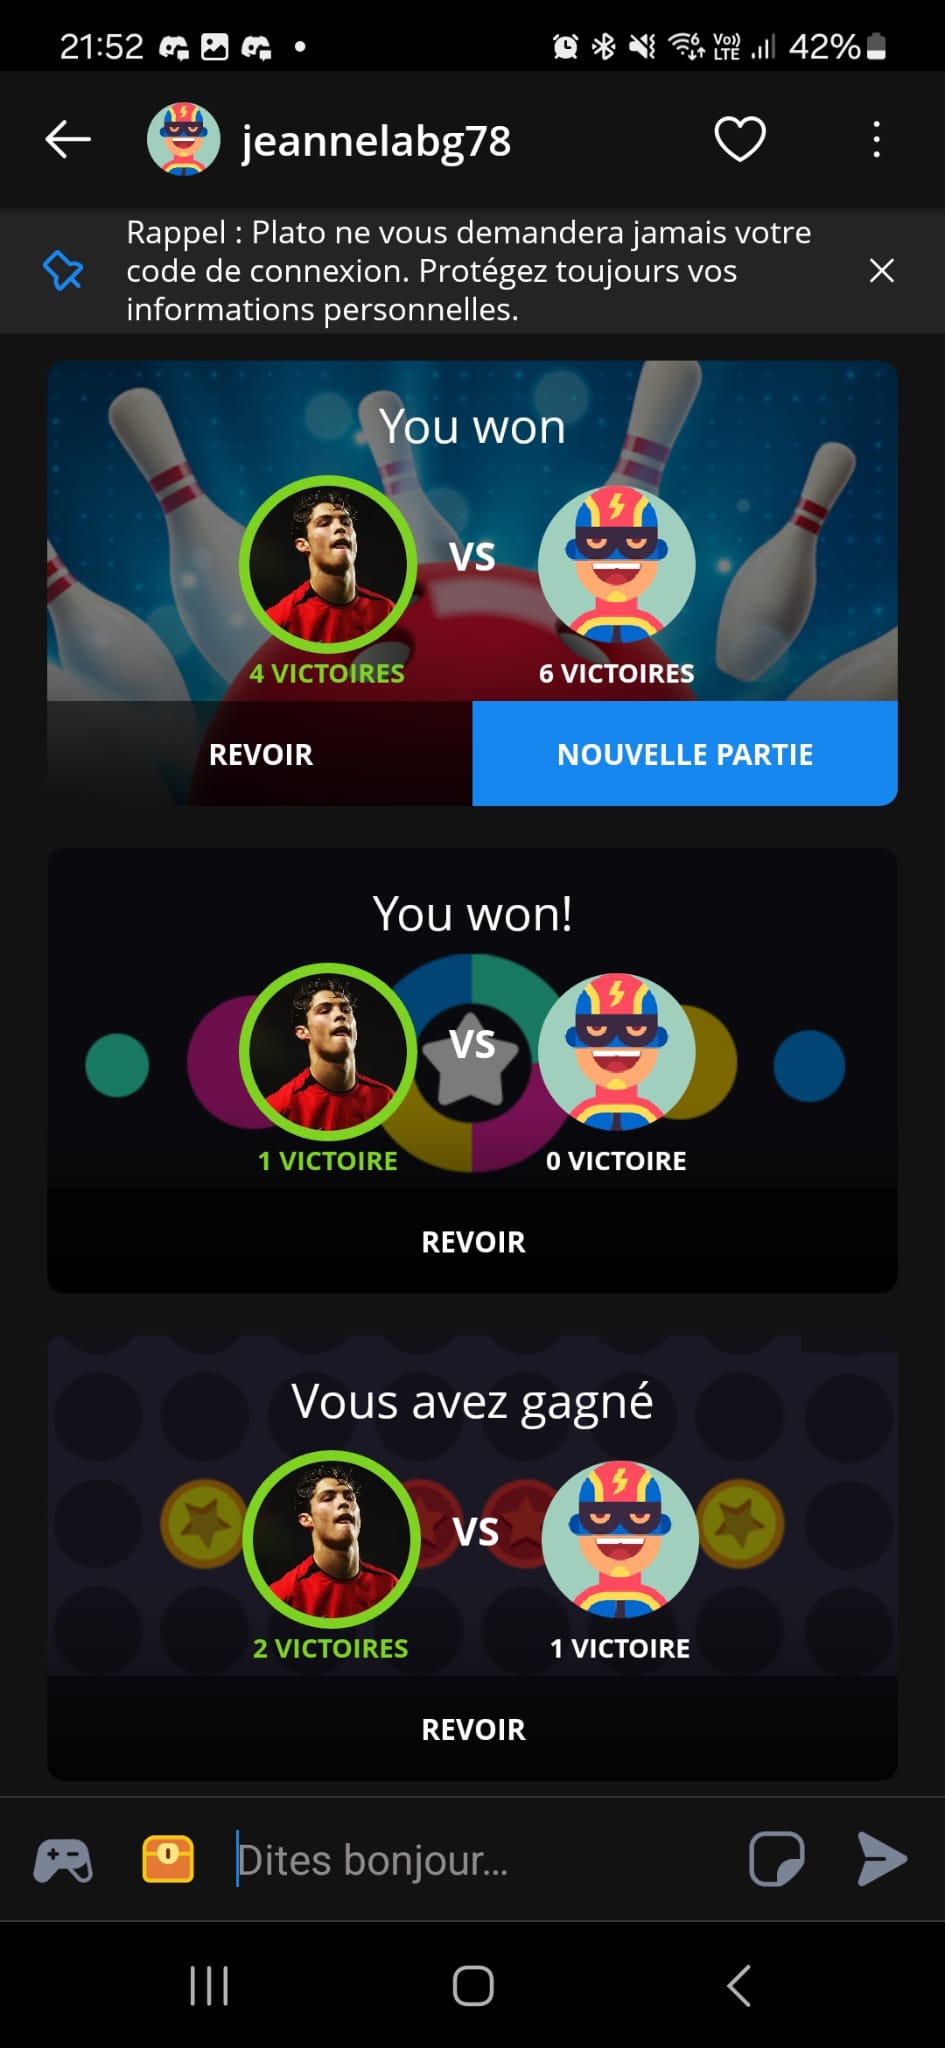 21:52
Vo))
LTE
42%
jeannelabg78
Rappel : Plato ne vous demandera jamais votre
code de connexion. Protégez toujours vos
informations personnelles.
You won
VS
4 VICTOIRES
6 VICTOIRES
REVOIR
NOUVELLE PARTIE
You won!
VS
1 VICTOIRE
0 VICTOIRE
REVOIR
Vous avez gagné
VS
2 VICTOIRES
1 VICTOIRE
REVOIR
Dites bonjour...